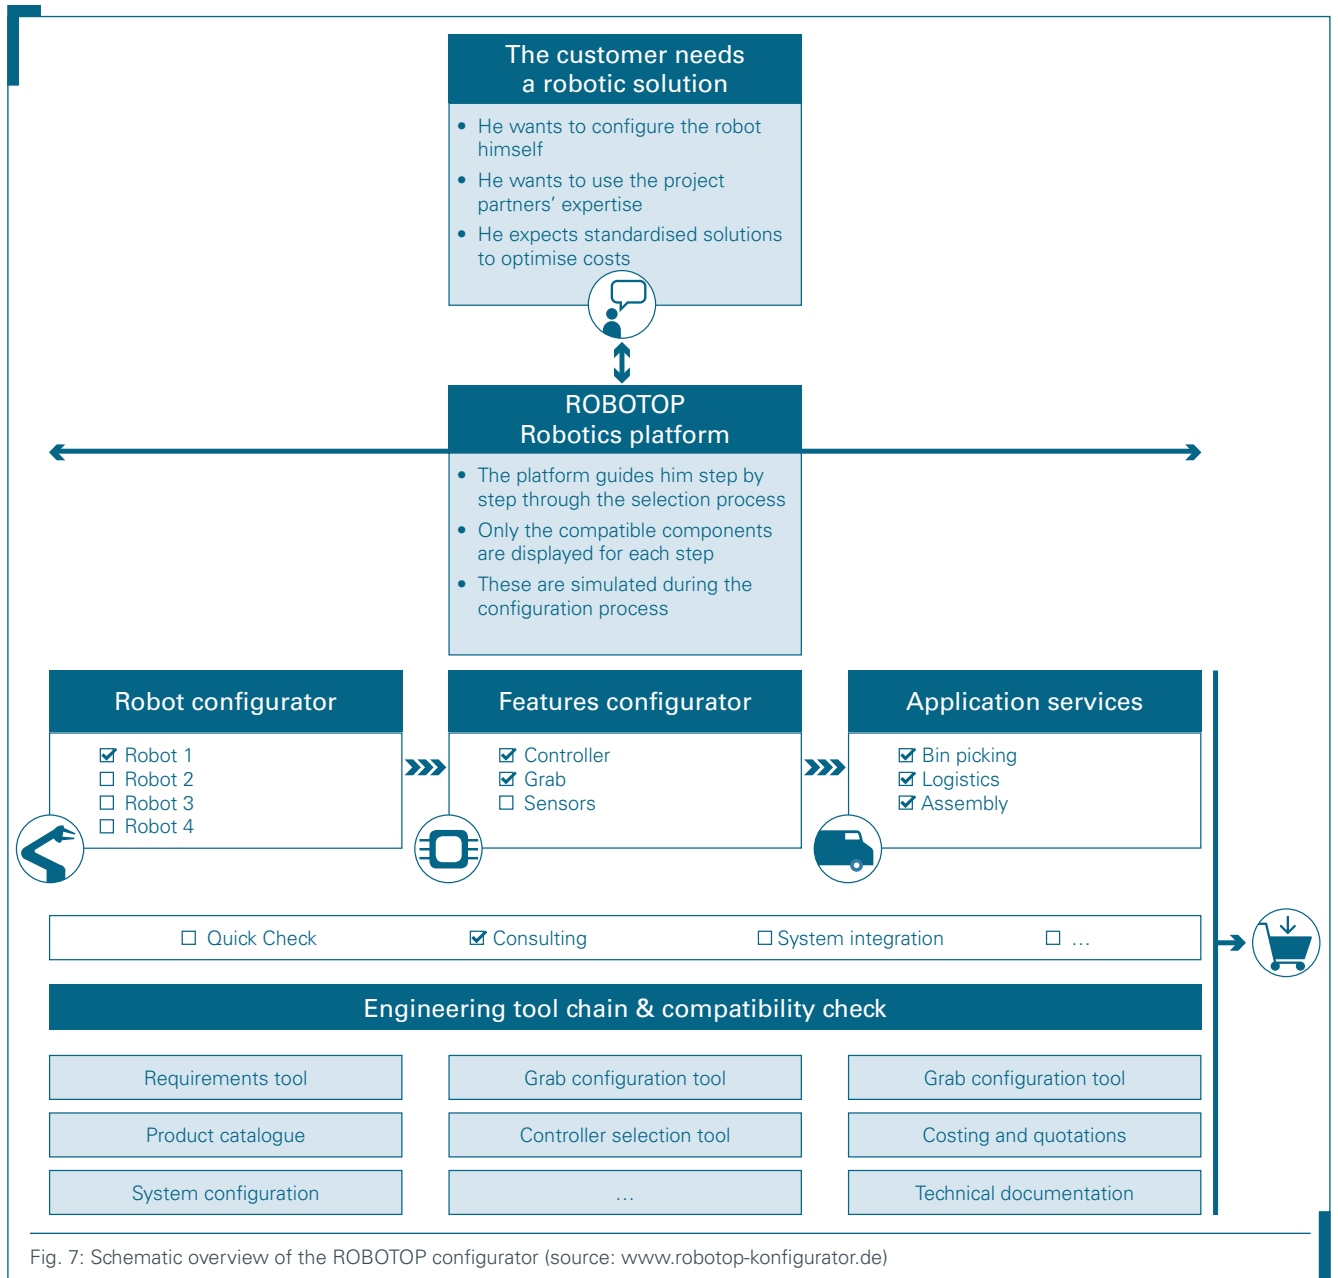 The customer needs
a robotic solution
• He wants to configure the robot
himself
• He wants to use the project
partners’ expertise
• He expects standardised solutions
to optimise costs
ROBOTOP
Robotics platform
• The platform guides him step by
step through the selection process
• Only the compatible components
are displayed for each step
• These are simulated during the
configuration process
Robot configurator
☑ Robot 1
☐ Robot 2
☐ Robot 3
☐ Robot 4
Features configurator
☑ Controller
☑ Grab
☐ Sensors
Application services
☑ Bin picking
☑ Logistics
☑ Assembly
☐ Quick Check ☑ Consulting ☐ System integration ☐ …
Engineering tool chain & compatibility check
Requirements tool
Grab configuration tool
Grab configuration tool
Product catalogue
Controller selection tool
Costing and quotations
System configuration
…
Technical documentation
Fig. 7: Schematic overview of the ROBOTOP configurator (source: www.robotop-konfigurator.de)